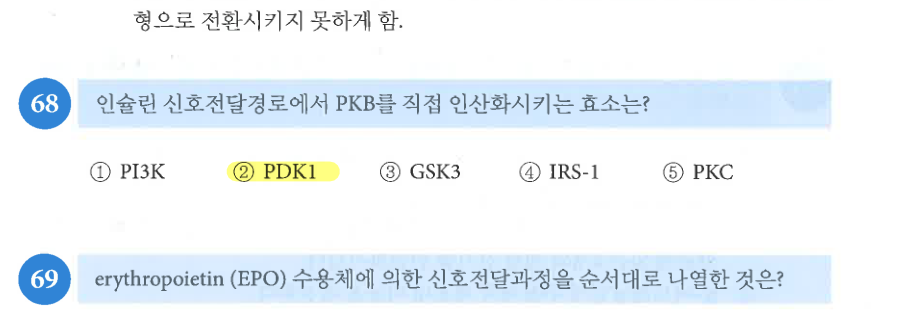 형으로 전환시키지 못하게 함.
68 인슐린 신호전달경로에서 PKB를 직접 인산화시키는 효소는?
① PI3K ② PDK1 ③ GSK3 ④ IRS-1 ⑤ PKC
69 erythropoietin (EPO) 수용체에 의한 신호전달과정을 순서대로 나열한 것은?